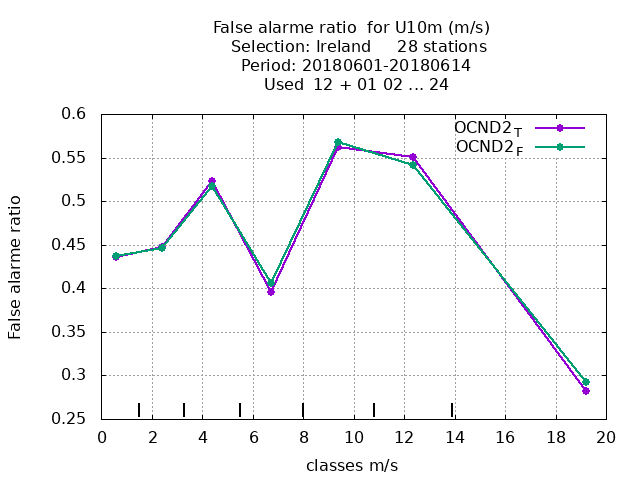 False alarme ratio  for U10m (m/s)
Selection: Ireland     28 stations
Period: 20180601-20180614
Used  12 + 01 02 ... 24
OCND2T
OCND2F
0.6
0.55
0.5
0.45
0.4
0.35
0.3
0.25
False alarme ratio
0 2 4 6 8 10 12 14 16 18 20
classes m/s